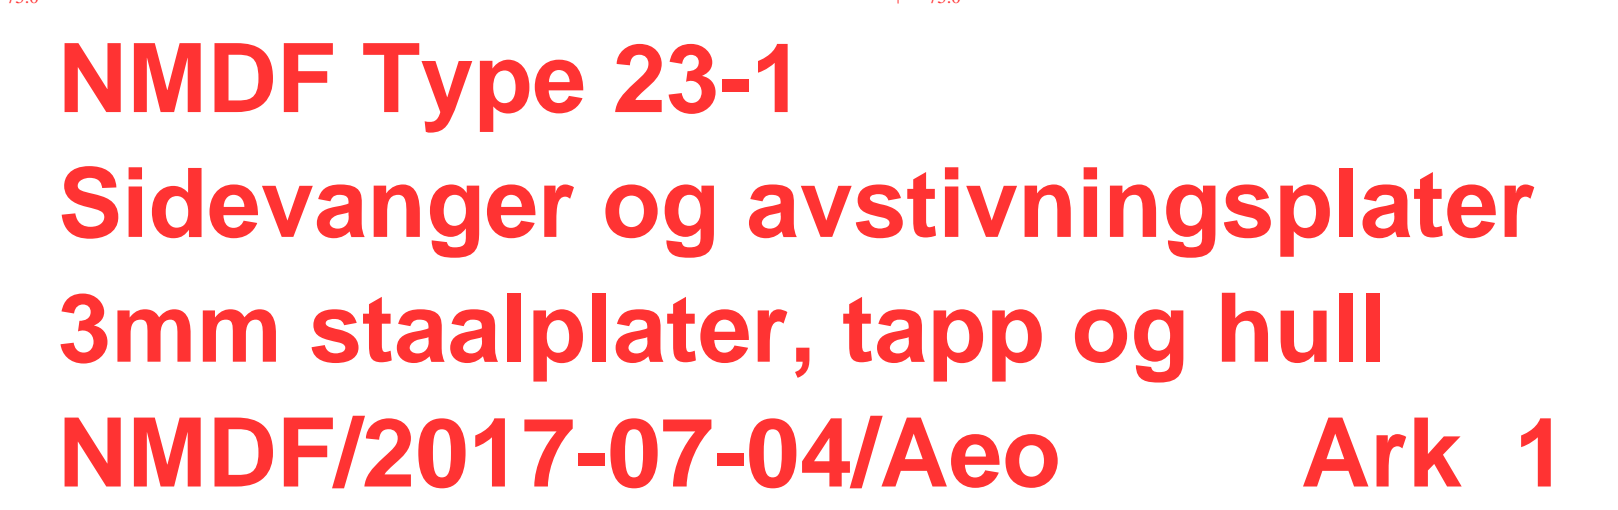 NMDF Type 23-1
Sidevanger og avstivningsplater
3mm staalplater, tapp og hull
NMDF/2017-07-04/Aeo Ark 1